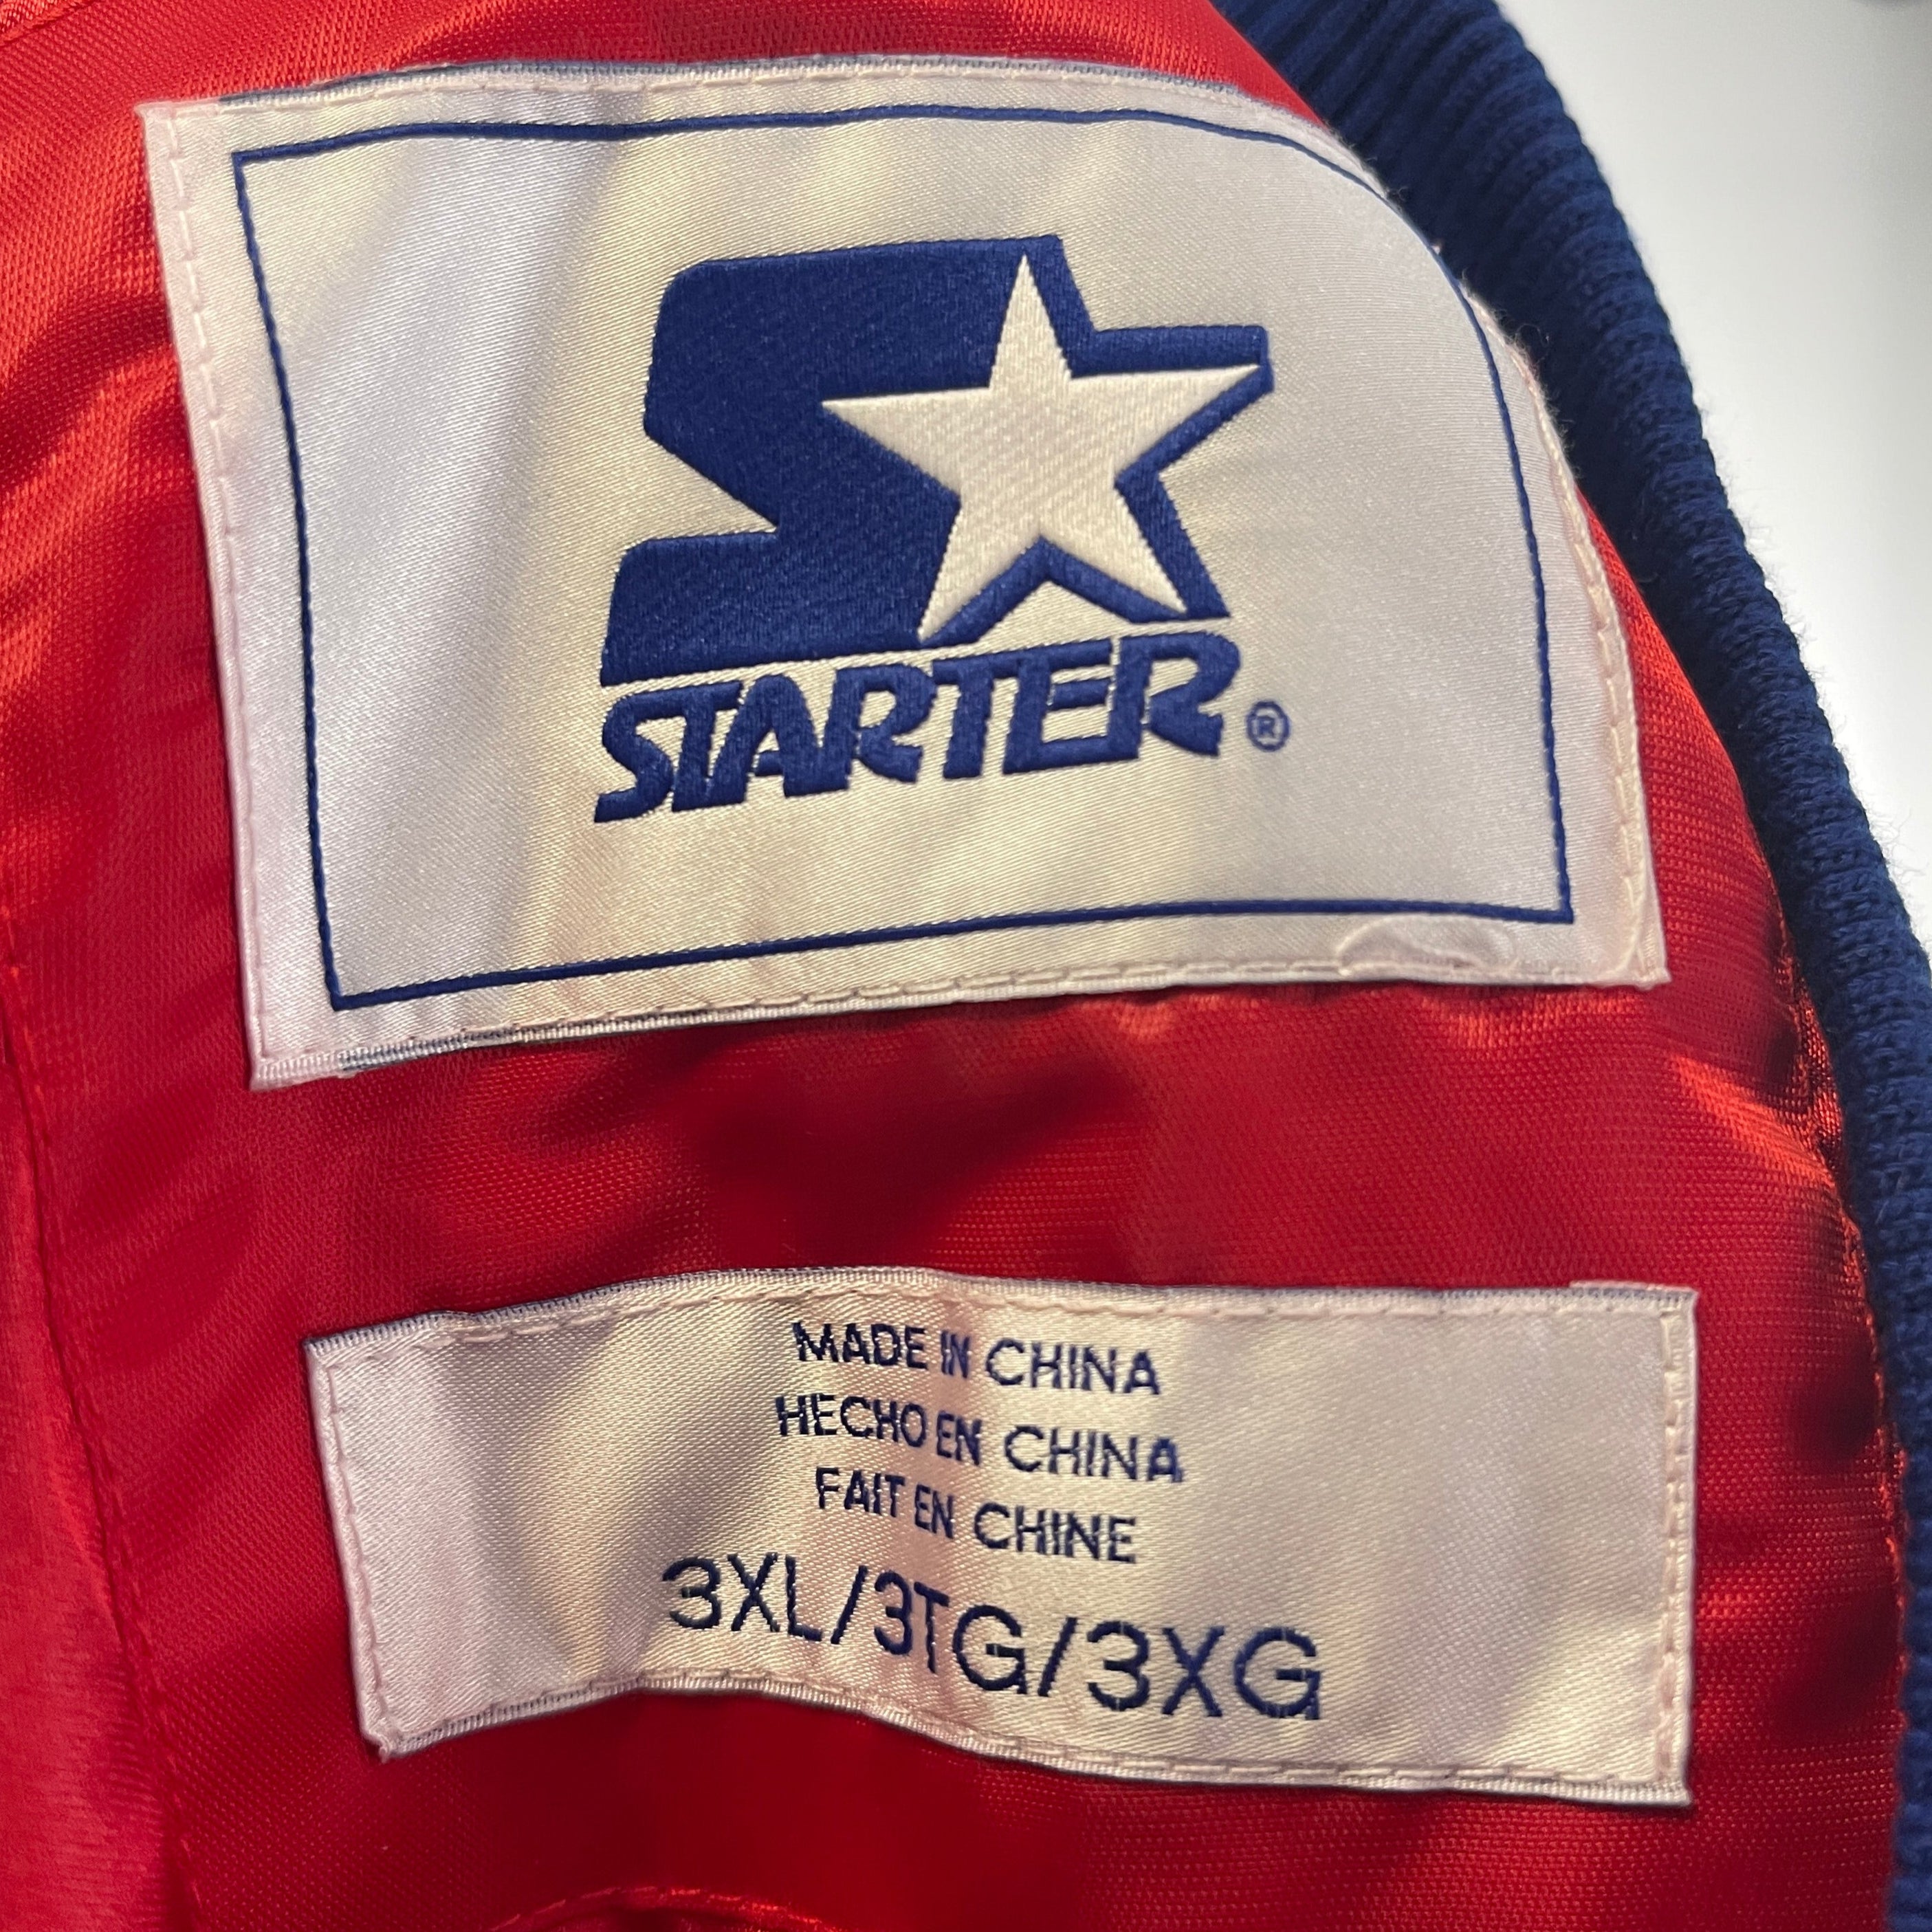 STARTER®
MADE IN CHINA
HECHO EN CHINA
FAIT EN CHINE
3XL/3TG/3XG